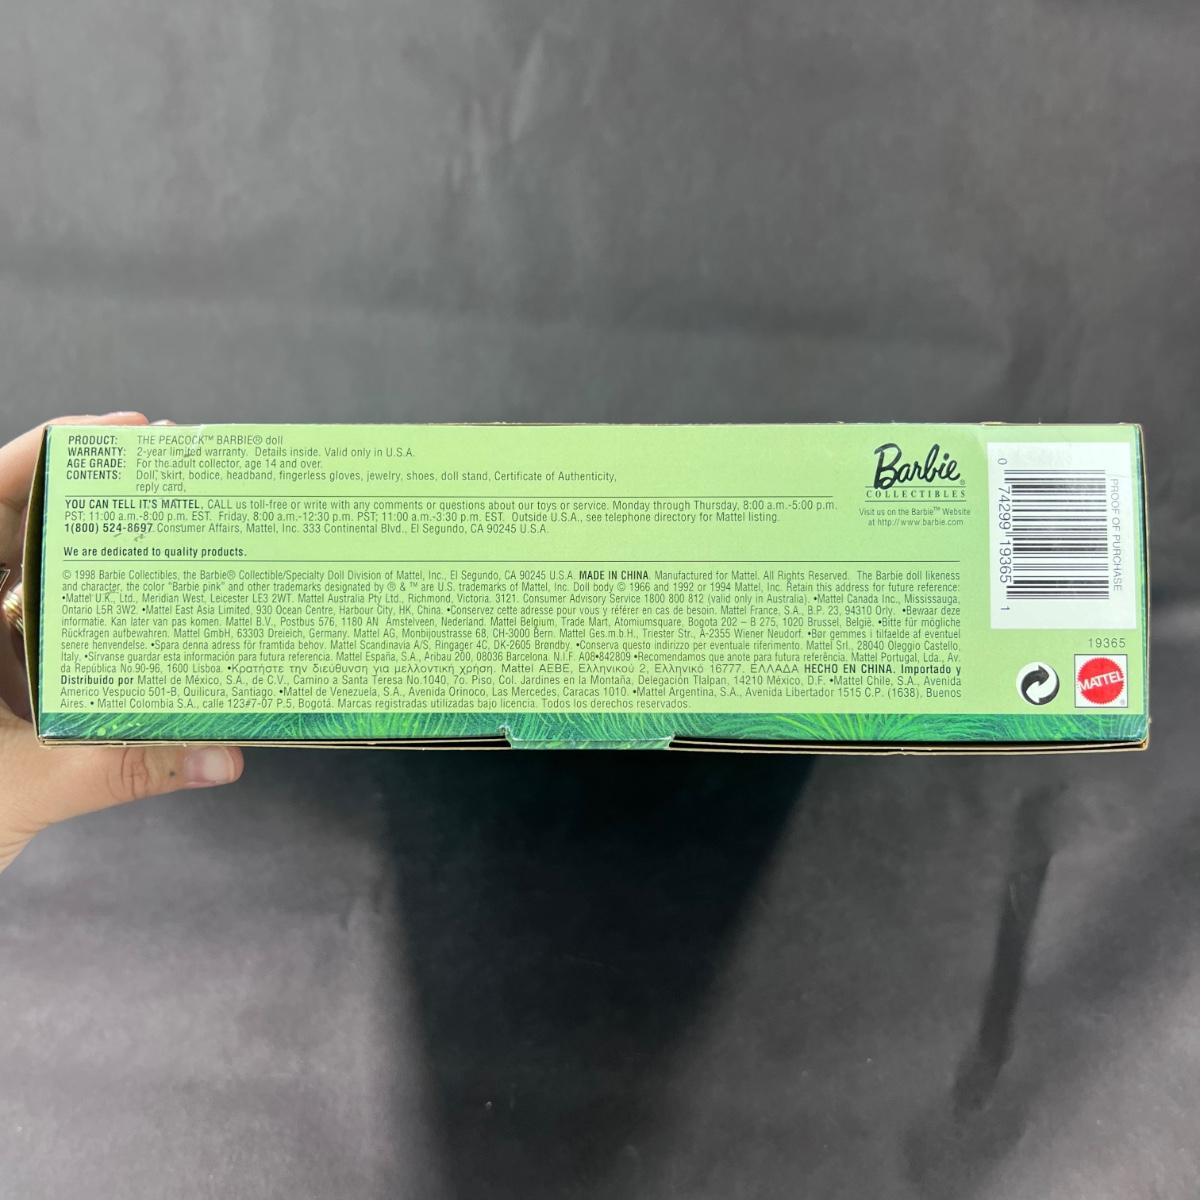 PRODUCT: THE PEACOCK™ BARBIE® doll
WARRANTY: 2-year limited warranty. Details inside. Valid only in U.S.A.
AGE GRADE: For the adult collector, age 14 and over.
CONTENTS: Doll, skirt, bodice, headband, fingerless gloves, jewelry, shoes, doll stand, Certificate of Authenticity,
reply card.
YOU CAN TELL IT'S MATTEL, CALL us toll-free or write with any comments or questions about our toys or service. Monday through Thursday, 8:00 a.m.-5:00 p.m.
PST; 11:00 a.m.-8:00 p.m. EST. Friday, 8:00 a.m.-12:30 p.m. PST; 11:00 a.m.-3:30 p.m. EST. Outside U.S.A., see telephone directory for Mattel listing.
1(800) 524-8697. Consumer Affairs, Mattel, Inc. 333 Continental Blvd., El Segundo, CA 90245 U.S.A.
We are dedicated to quality products.
© 1998 Barbie Collectibles, the Barbie® Collectible/Specialty Doll Division of Mattel, Inc., El Segundo, CA 90245 U.S.A. MADE IN CHINA. Manufactured for Mattel. All Rights Reserved. The Barbie doll likeness
and character, the color "Barbie pink" and other trademarks designated by ® & ™ are U.S. trademarks of Mattel, Inc. Doll body © 1966 and 1992 or 1994 Mattel, Inc. Retain this address for future reference:
•Mattel U.K., Ltd., Meridian West, Leicester LE3 2WT. Mattel Australia Pty Ltd., Richmond, Victoria. 3121. Consumer Advisory Service 1800 800 812 (valid only in Australia). •Mattel Canada Inc., Mississauga,
Ontario L5R 3W2. •Mattel East Asia Limited, 930 Ocean Centre, Harbour City, HK, China. •Conservez cette adresse pour vous y référer en cas de besoin. Mattel France, S.A., B.P. 23, 94310 Orly. •Bewaar deze
informatie. Kan later van pas komen. Mattel B.V., Postbus 576, 1180 AN Amstelveen, Nederland. Mattel Belgium, Trade Mart, Atomiumsquare, Bogota 202 – B 275, 1020 Brussel, België. •Bitte für mögliche
Rückfragen aufbewahren. Mattel GmbH, 63303 Dreieich, Germany. Mattel AG, Monbijoustrasse 68, CH-3000 Bern. Mattel Ges.m.b.H., Triester Str., A-2355 Wiener Neudorf. •Bør gemmes i tilfælde af eventuel
senere henvendelse. •Spara denna adress för framtida behov. Mattel Scandinavia A/S, Ringager 4C, DK-2605 Brøndby. •Conserva questo indirizzo per eventuale riferimento. Mattel Srl., 28040 Oleggio Castello,
Italy. •Sírvanse guardar esta información para futura referencia. Mattel España, S.A., Aribau 200, 08036 Barcelona. N.I.F. A08•842809 •Recomendamos que anote para futura referência. Mattel Portugal, Lda., Av.
da República No.90-96, 1600 Lisboa. •Κρατήστε την διεύθυνση για μελλοντική χρήση. Mattel AEBE, Ελληνικού 2, Ελληνικό 16777, ΕΛΛΑΔΑ HECHO EN CHINA. Importado y
Distribuido por Mattel de México, S.A., de C.V., Camino a Santa Teresa No.1040, 7o. Piso, Col. Jardines en la Montaña, Delegación Tlalpan, 14210 México, D.F. •Mattel Chile, S.A., Avenida
Americo Vespucio 501-B, Quilicura, Santiago. •Mattel de Venezuela, S.A., Avenida Orinoco, Las Mercedes, Caracas 1010. •Mattel Argentina, S.A., Avenida Libertador 1515 C.P. (1638), Buenos
Aires. • Mattel Colombia S.A., calle 123#7-07 P.5, Bogotá. Marcas registradas utilizadas bajo licencia. Todos los derechos reservados.
Barbie®
COLLECTIBLES
Visit us on the Barbie™ Website
at http://www.barbie.com
0 74299 19365 1
PROOF OF PURCHASE
19365
MATTEL®